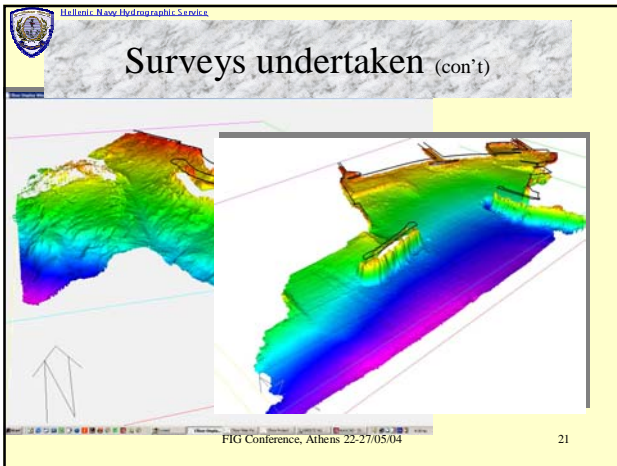 Hellenic Navy Hydrographic Service
Surveys undertaken (con't)
FIG Conference, Athens 22-27/05/04
21